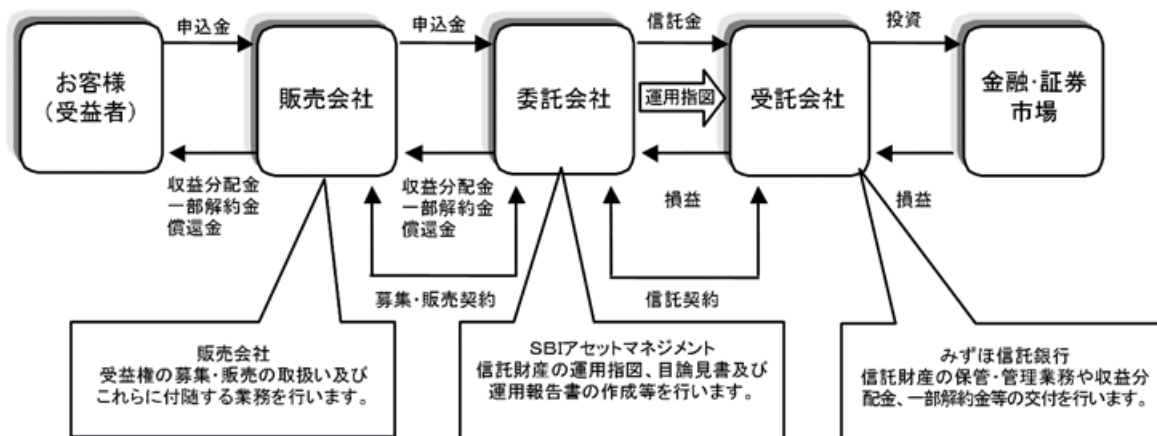 申込金
申込金
信託金
投資
お客様
（受益者）
販売会社
委託会社
運用指図
受託会社
金融・証券
市場
収益分配金
一部解約金
償還金
収益分配金
一部解約金
償還金
損益
損益
募集・販売契約
信託契約
販売会社
受益権の募集・販売の取扱い及び
これらに付随する業務を行います。
SBIアセットマネジメント
信託財産の運用指図、目論見書及び
運用報告書の作成等を行います。
みずほ信託銀行
信託財産の保管・管理業務や収益分
配金、一部解約金等の交付を行います。